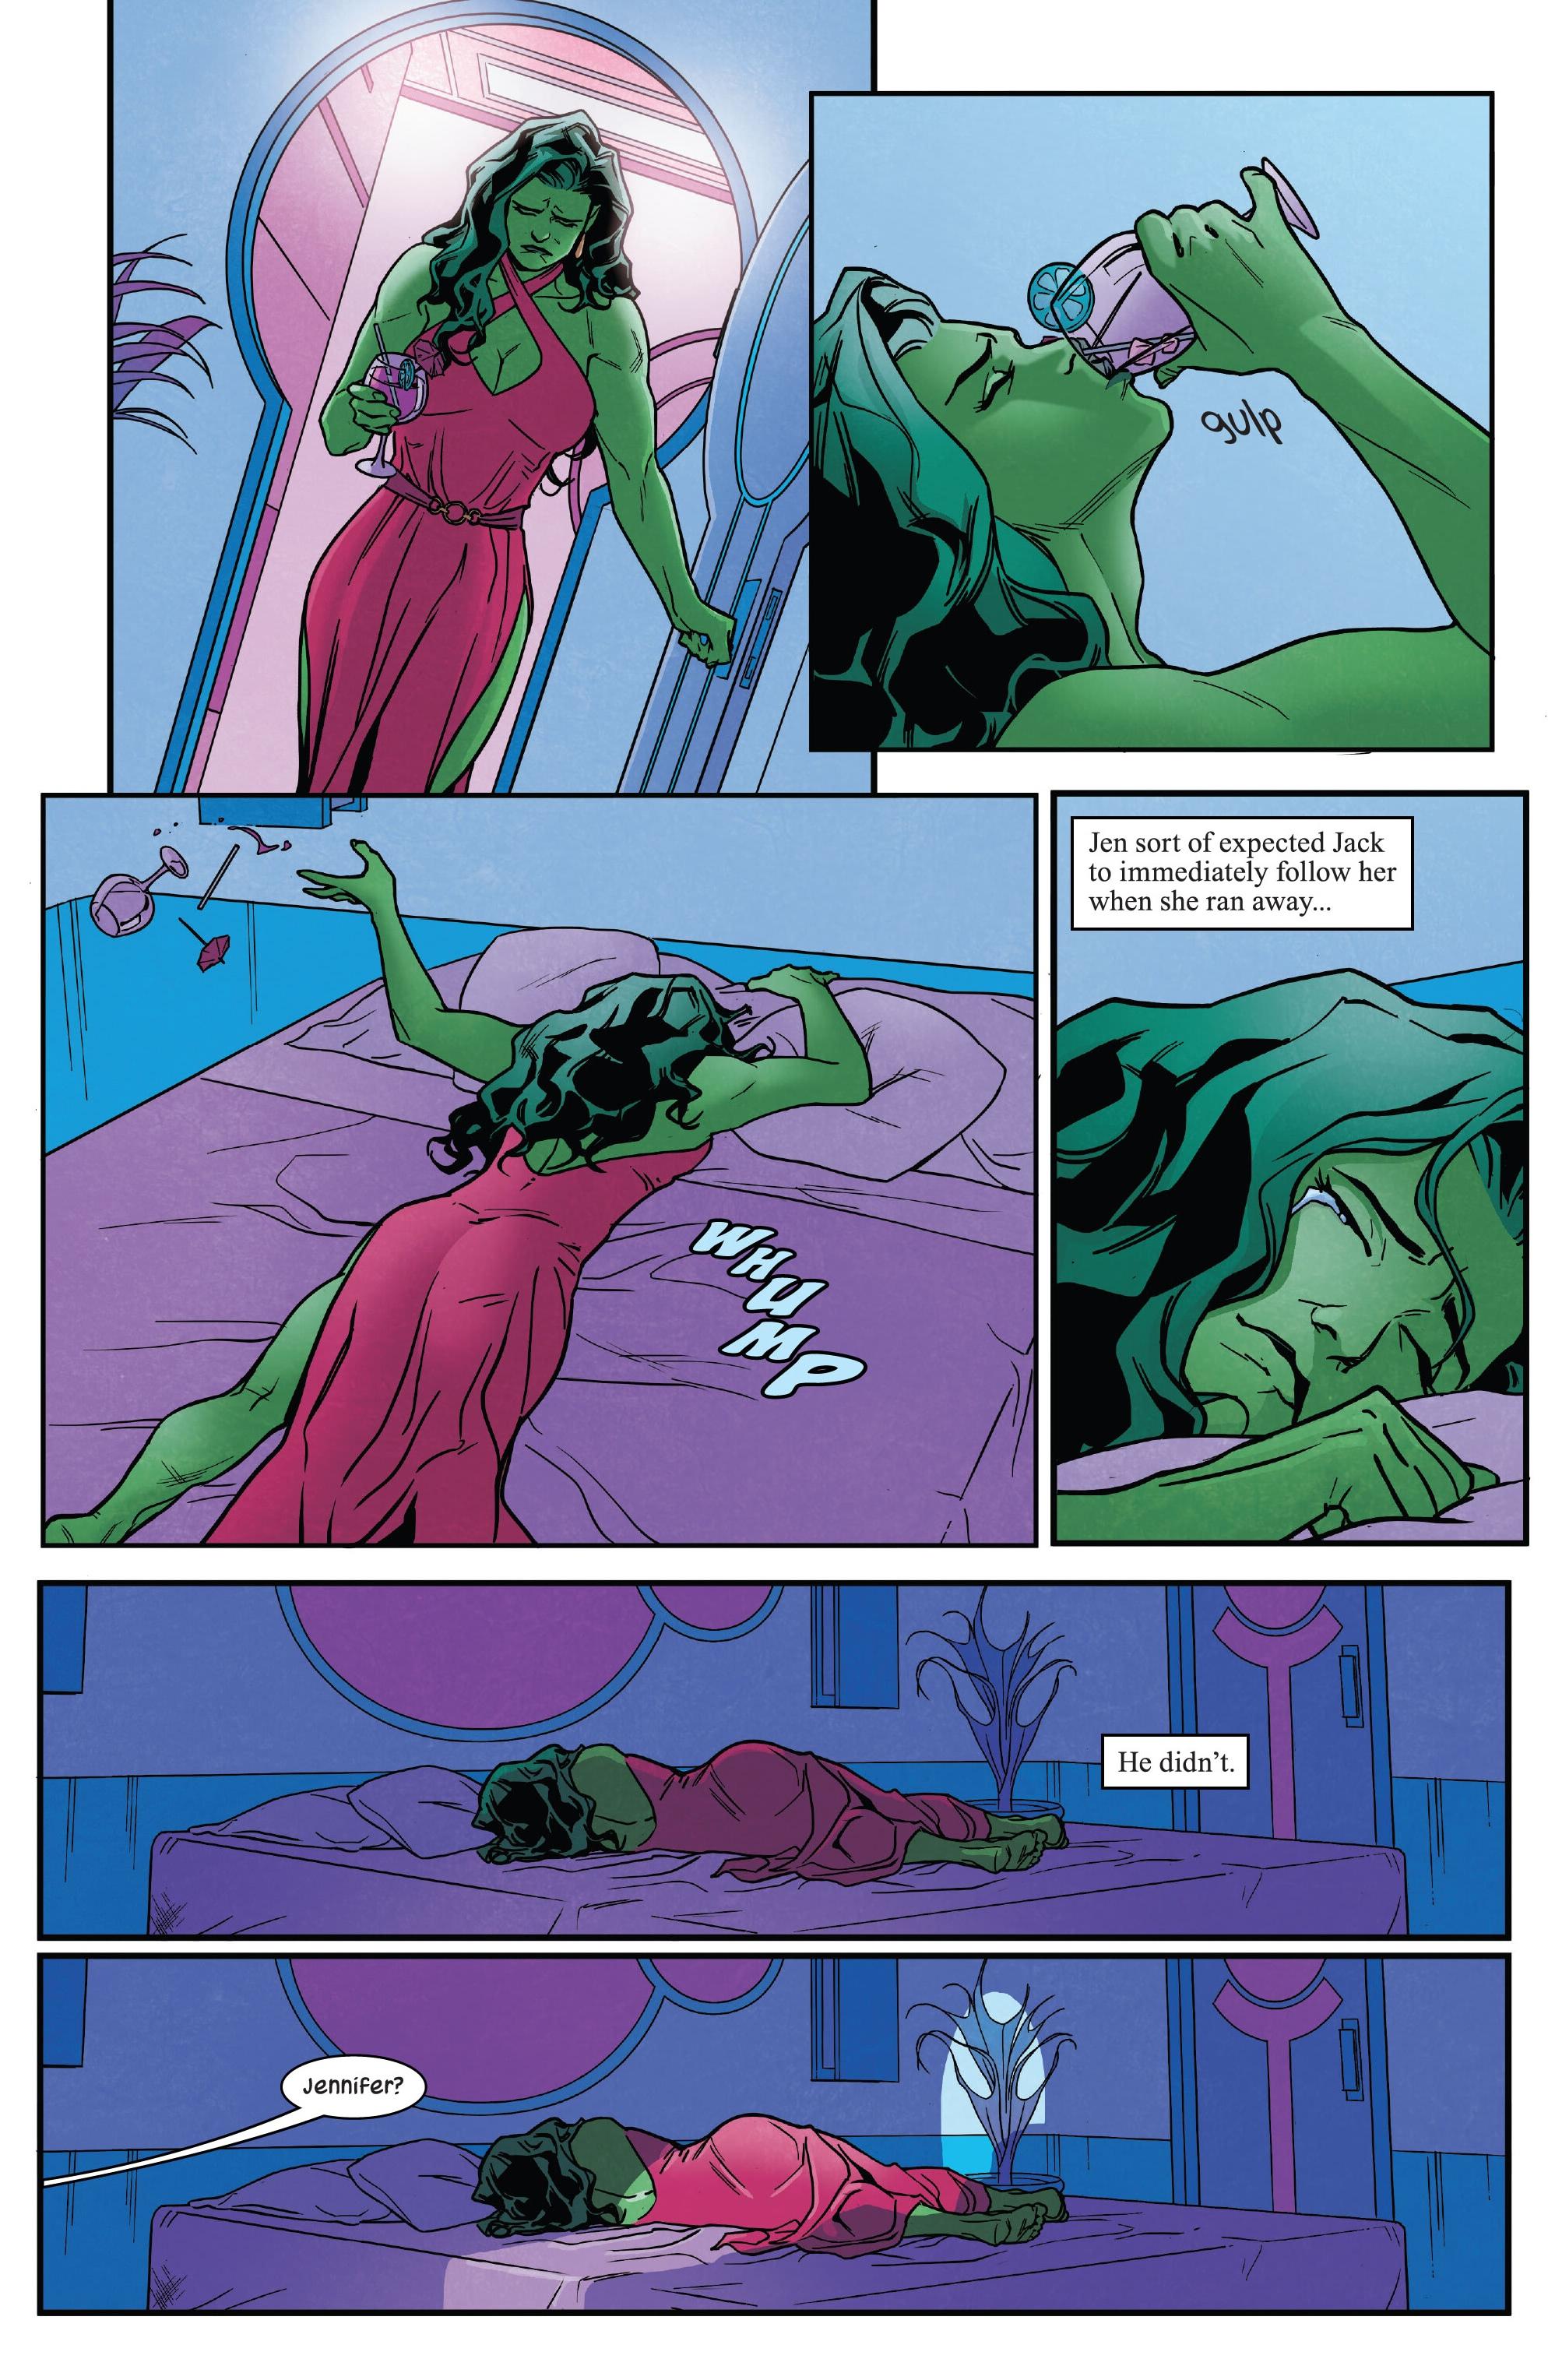 gulp
Jen sort of expected Jack
to immediately follow her
when she ran away...
WHUMP
He didn't.
Jennifer?